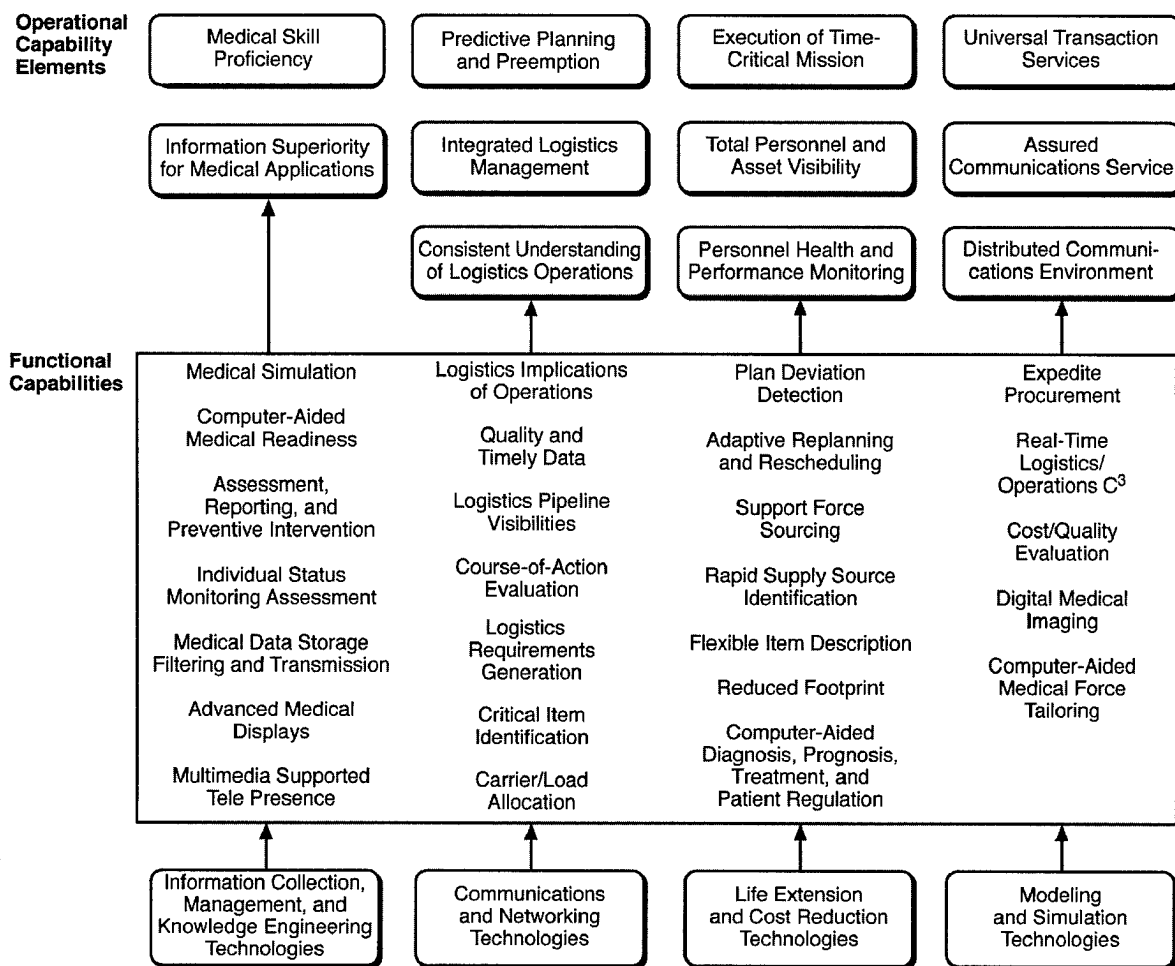 Operational
Capability
Elements
Medical Skill
Proficiency
Predictive Planning
and Preemption
Execution of Time-
Critical Mission
Universal Transaction
Services
Information Superiority
for Medical Applications
Integrated Logistics
Management
Total Personnel and
Asset Visibility
Assured
Communications Service
Consistent Understanding
of Logistics Operations
Personnel Health and
Performance Monitoring
Distributed Communi-
cations Environment
Functional
Capabilities
Medical Simulation
Computer-Aided
Medical Readiness
Assessment,
Reporting, and
Preventive Intervention
Individual Status
Monitoring Assessment
Medical Data Storage
Filtering and Transmission
Advanced Medical
Displays
Multimedia Supported
Tele Presence
Logistics Implications
of Operations
Quality and
Timely Data
Logistics Pipeline
Visibilities
Course-of-Action
Evaluation
Logistics
Requirements
Generation
Critical Item
Identification
Carrier/Load
Allocation
Plan Deviation
Detection
Adaptive Replanning
and Rescheduling
Support Force
Sourcing
Rapid Supply Source
Identification
Flexible Item Description
Reduced Footprint
Computer-Aided
Diagnosis, Prognosis,
Treatment, and
Patient Regulation
Expedite
Procurement
Real-Time
Logistics/
Operations C³
Cost/Quality
Evaluation
Digital Medical
Imaging
Computer-Aided
Medical Force
Tailoring
Information Collection,
Management, and
Knowledge Engineering
Technologies
Communications
and Networking
Technologies
Life Extension
and Cost Reduction
Technologies
Modeling
and Simulation
Technologies